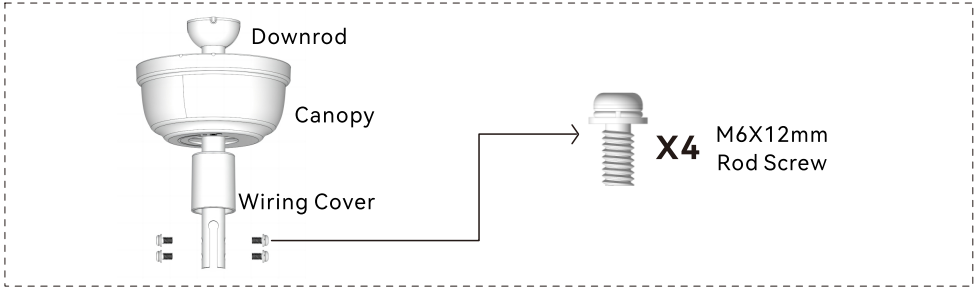 Downrod
Canopy
Wiring Cover
X4
M6X12mm
Rod Screw